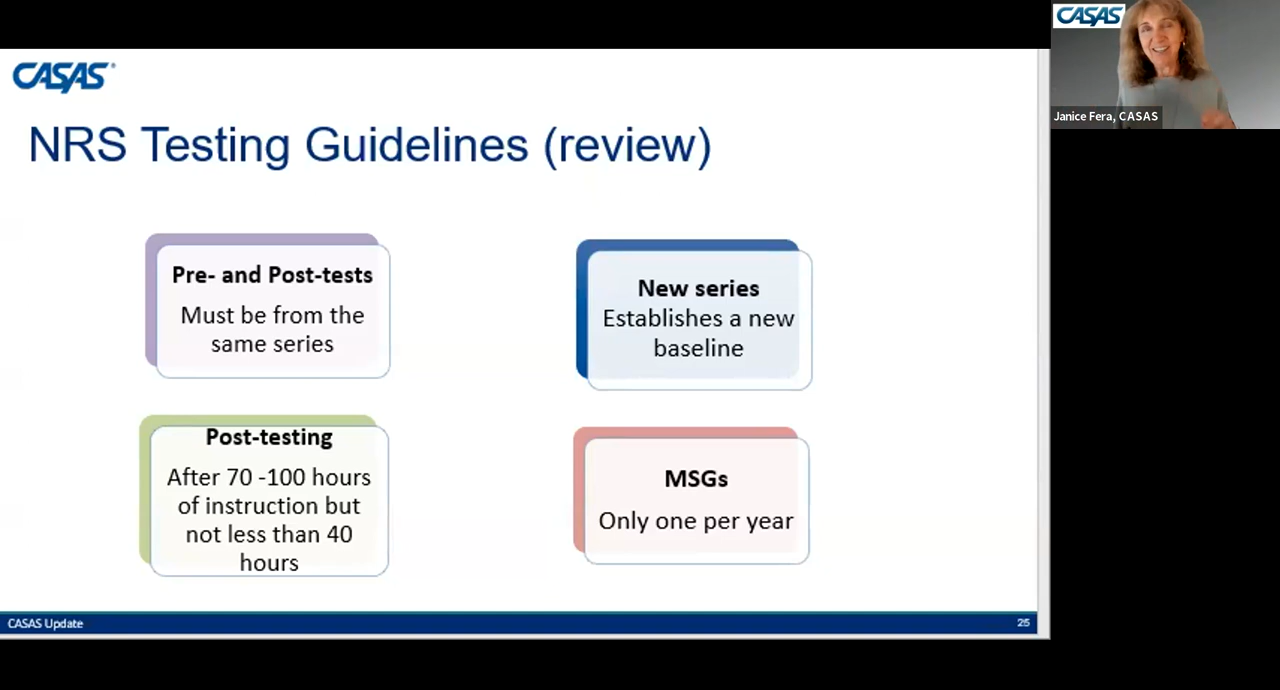 CASAS
CASAS®
Janice Fera, CASAS
NRS Testing Guidelines (review)
Pre- and Post-tests
Must be from the
same series
New series
Establishes a new
baseline
Post-testing
After 70 -100 hours
of instruction but
not less than 40
hours
MSGs
Only one per year
CASAS Update
25